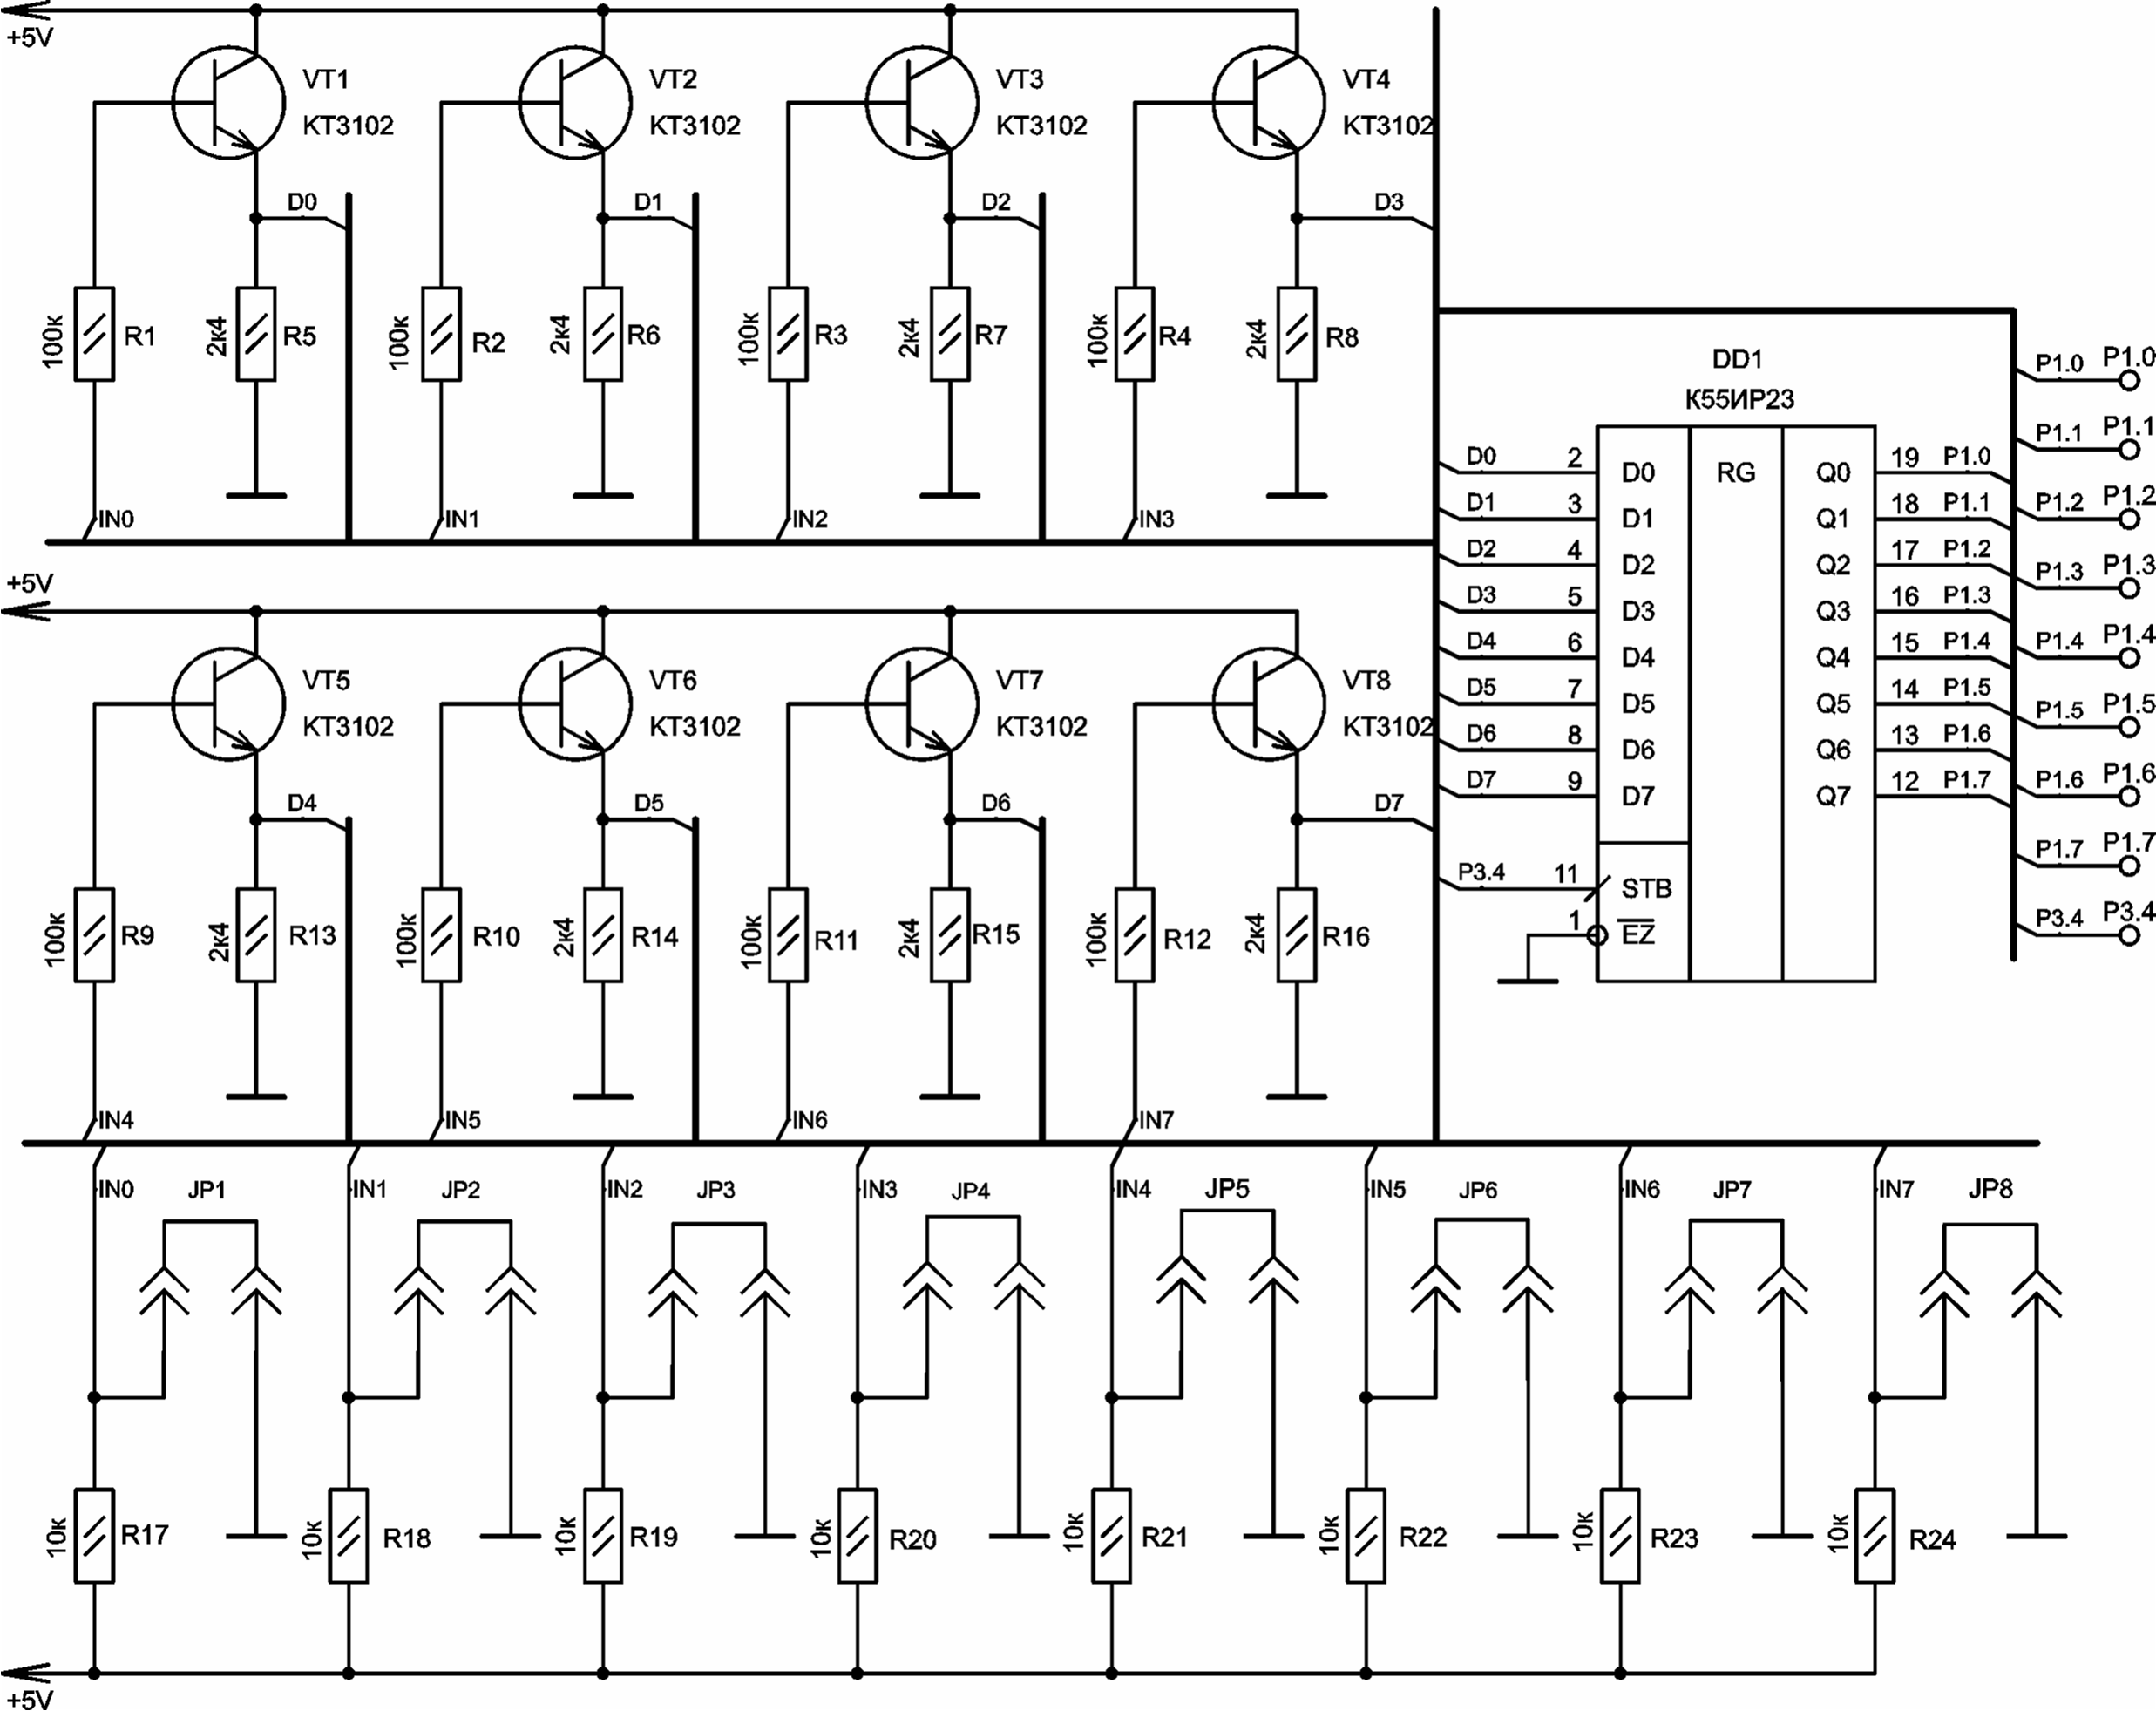 +5V
VT1
КТ3102
VT2
КТ3102
VT3
КТ3102
VT4
КТ3102
D0
D1
D2
D3
100к
R1
2к4
R5
100к
R2
2к4
R6
100к
R3
2к4
R7
100к
R4
2к4
R8
IN0
IN1
IN2
IN3
+5V
VT5
КТ3102
VT6
КТ3102
VT7
КТ3102
VT8
КТ3102
D4
D5
D6
D7
100к
R9
2к4
R13
100к
R10
2к4
R14
100к
R11
2к4
R15
100к
R12
2к4
R16
IN4
IN5
IN6
IN7
DD1
К55ИР23
D0 2 D0 RG Q0 19 P1.0
D1 3 D1 Q1 18 P1.1
D2 4 D2 Q2 17 P1.2
D3 5 D3 Q3 16 P1.3
D4 6 D4 Q4 15 P1.4
D5 7 D5 Q5 14 P1.5
D6 8 D6 Q6 13 P1.6
D7 9 D7 Q7 12 P1.7
P3.4 11 STB
1 EZ
P1.0 P1.0
P1.1 P1.1
P1.2 P1.2
P1.3 P1.3
P1.4 P1.4
P1.5 P1.5
P1.6 P1.6
P1.7 P1.7
P3.4 P3.4
IN0 JP1
IN1 JP2
IN2 JP3
IN3 JP4
IN4 JP5
IN5 JP6
IN6 JP7
IN7 JP8
10к R17
10к R18
10к R19
10к R20
10к R21
10к R22
10к R23
10к R24
+5V